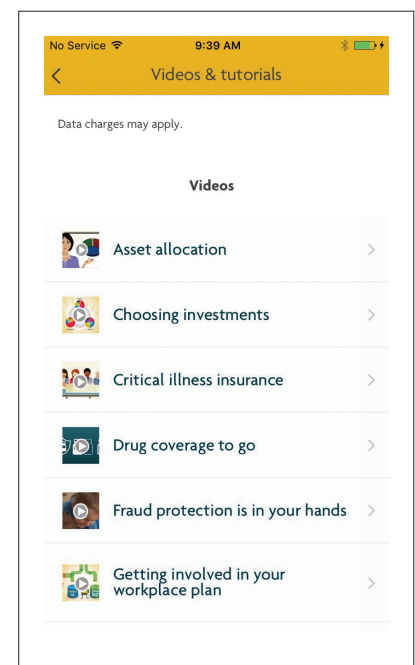 No Service 9:39 AM
Videos & tutorials
Data charges may apply.
Videos
Asset allocation
Choosing investments
Critical illness insurance
Drug coverage to go
Fraud protection is in your hands
Getting involved in your
workplace plan